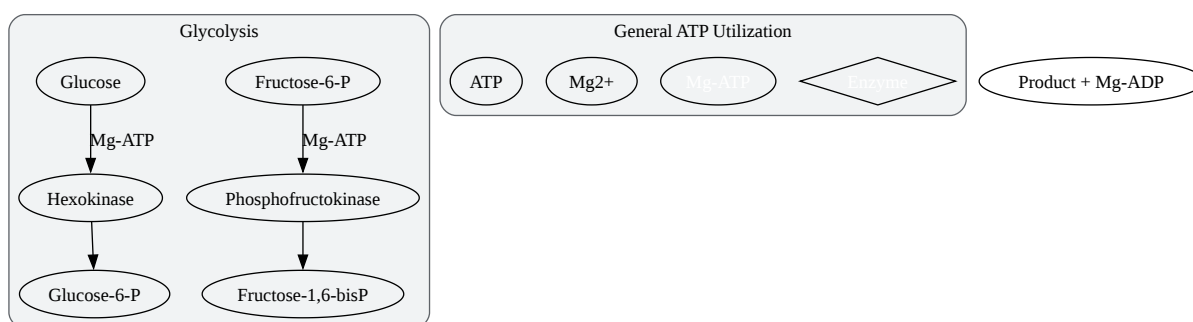 Glycolysis
General ATP Utilization
Glucose
Fructose-6-P
ATP
Mg2+
Mg-ATP
Enzyme
Product + Mg-ADP
Mg-ATP
Mg-ATP
Hexokinase
Phosphofructokinase
Glucose-6-P
Fructose-1,6-bisP